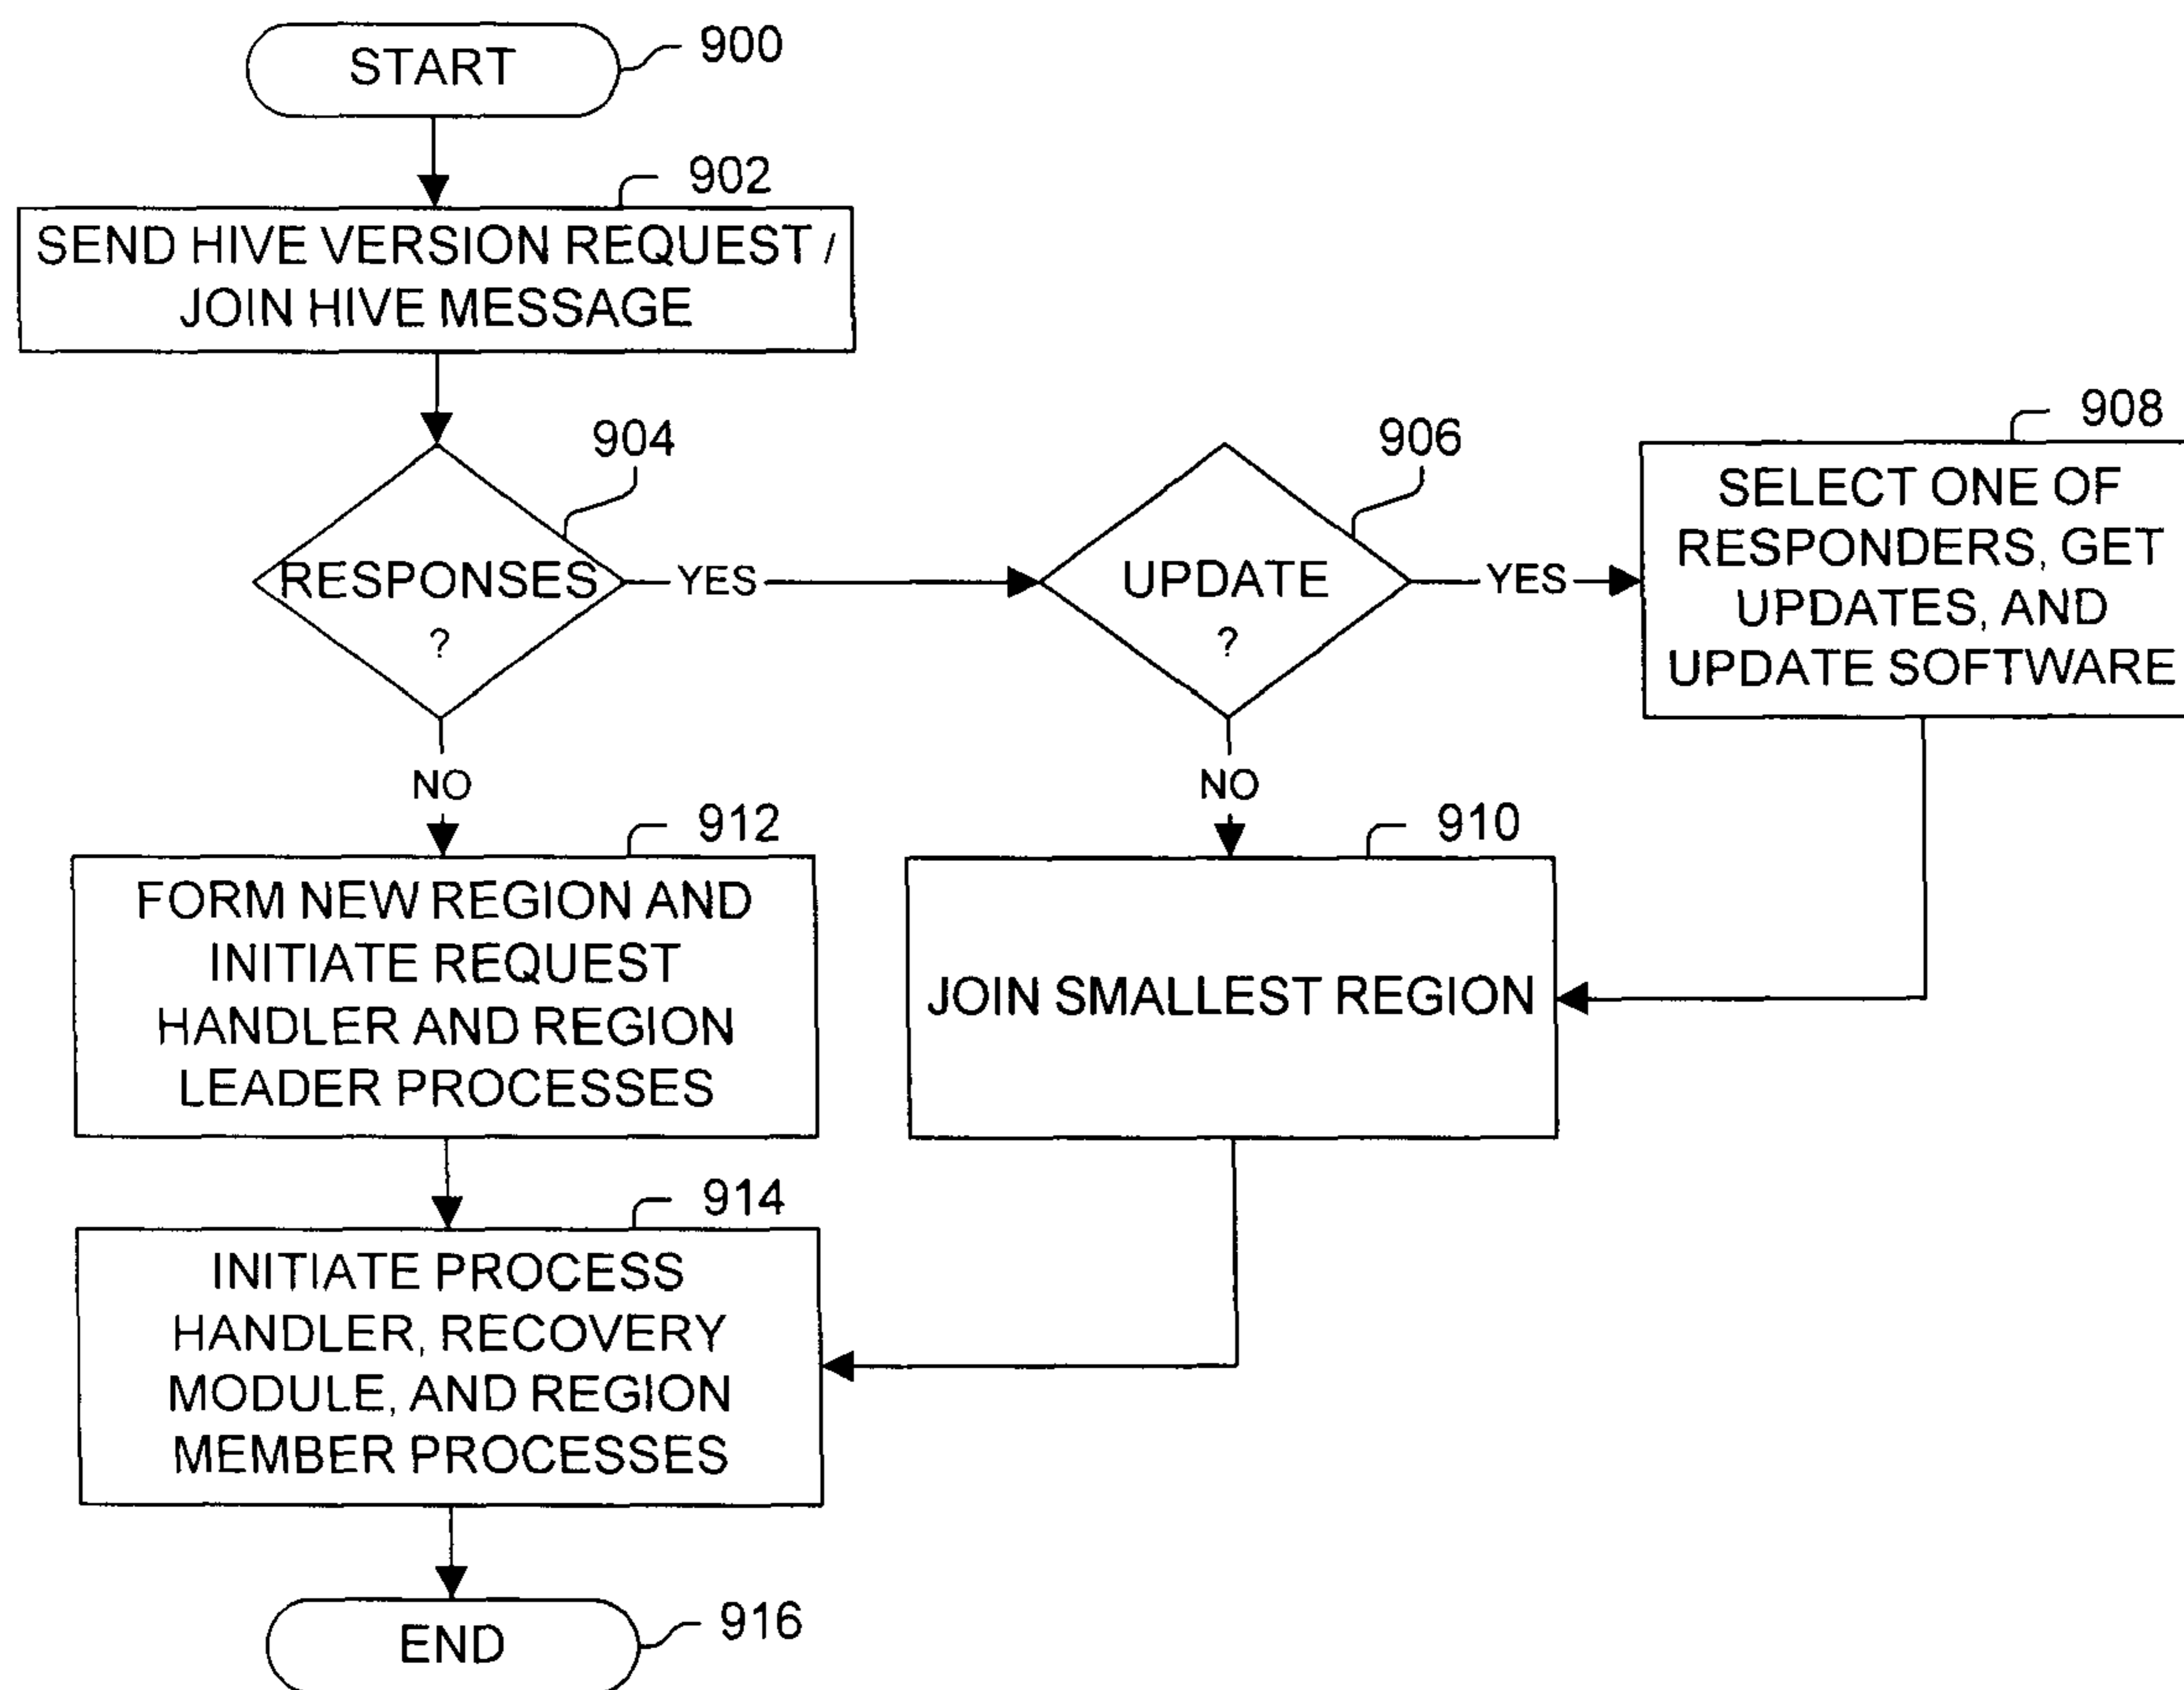 START
900
902
SEND HIVE VERSION REQUEST /
JOIN HIVE MESSAGE
904
RESPONSES
?
YES
NO
906
UPDATE
?
YES
NO
908
SELECT ONE OF
RESPONDERS, GET
UPDATES, AND
UPDATE SOFTWARE
912
FORM NEW REGION AND
INITIATE REQUEST
HANDLER AND REGION
LEADER PROCESSES
910
JOIN SMALLEST REGION
914
INITIATE PROCESS
HANDLER, RECOVERY
MODULE, AND REGION
MEMBER PROCESSES
END
916